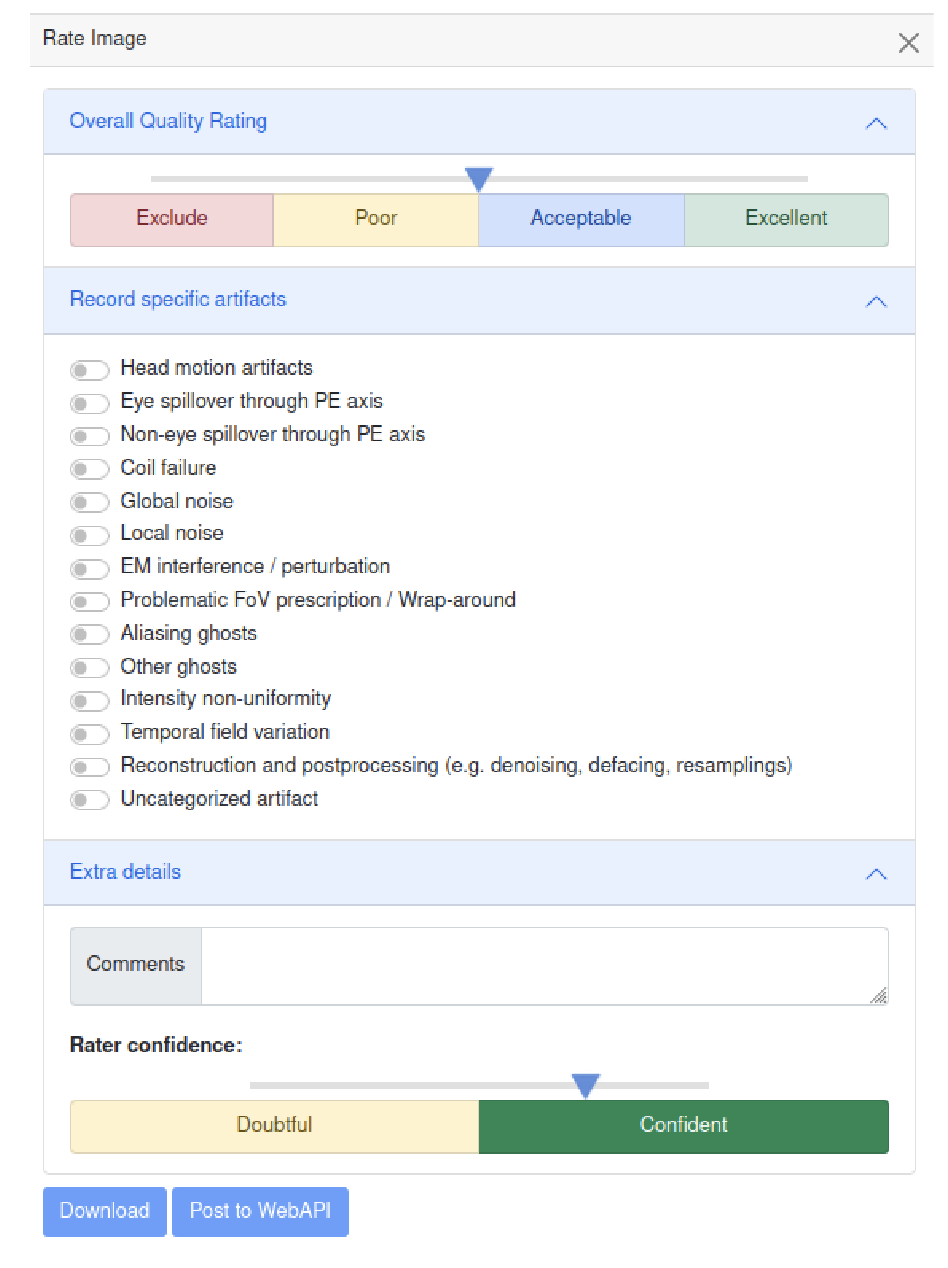 Rate Image
Overall Quality Rating
Exclude Poor Acceptable Excellent
Record specific artifacts
Head motion artifacts
Eye spillover through PE axis
Non-eye spillover through PE axis
Coil failure
Global noise
Local noise
EM interference / perturbation
Problematic FoV prescription / Wrap-around
Aliasing ghosts
Other ghosts
Intensity non-uniformity
Temporal field variation
Reconstruction and postprocessing (e.g. denoising, defacing, resamplings)
Uncategorized artifact
Extra details
Comments
Rater confidence:
Doubtful Confident
Download Post to WebAPI